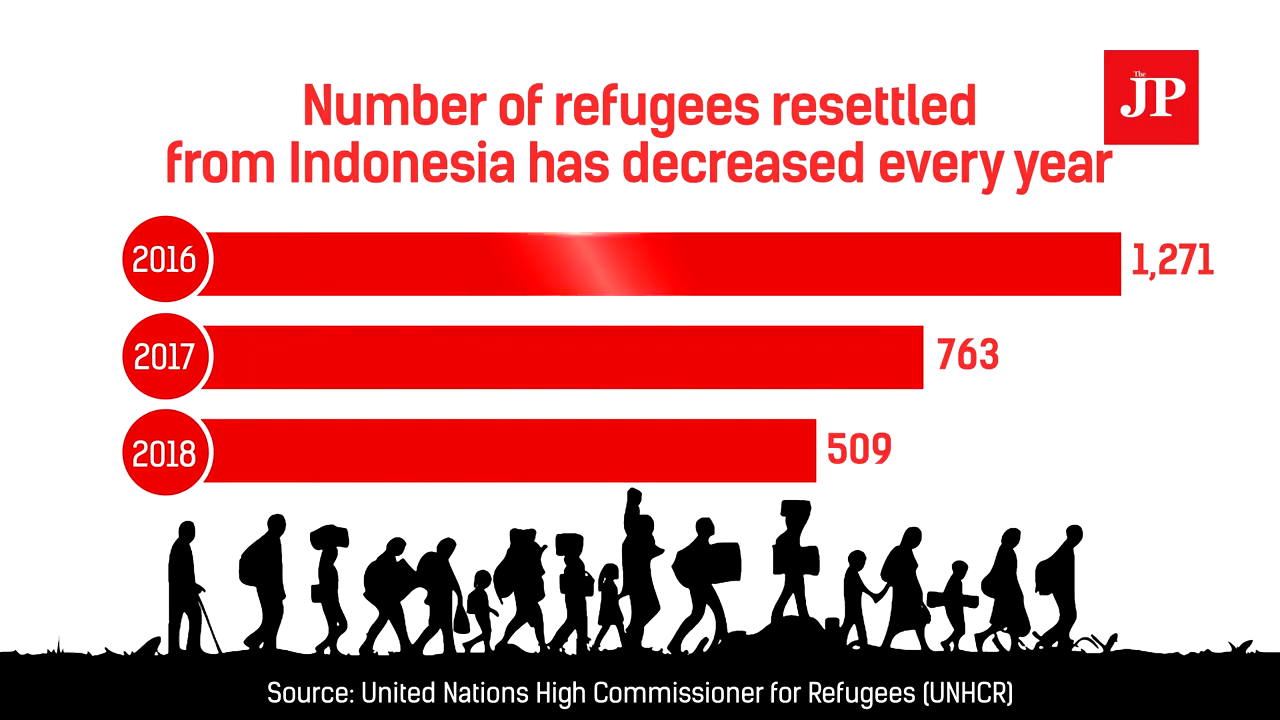 The
JP
Number of refugees resettled
from Indonesia has decreased every year
2016
1,271
2017
763
2018
509
Source: United Nations High Commissioner for Refugees (UNHCR)